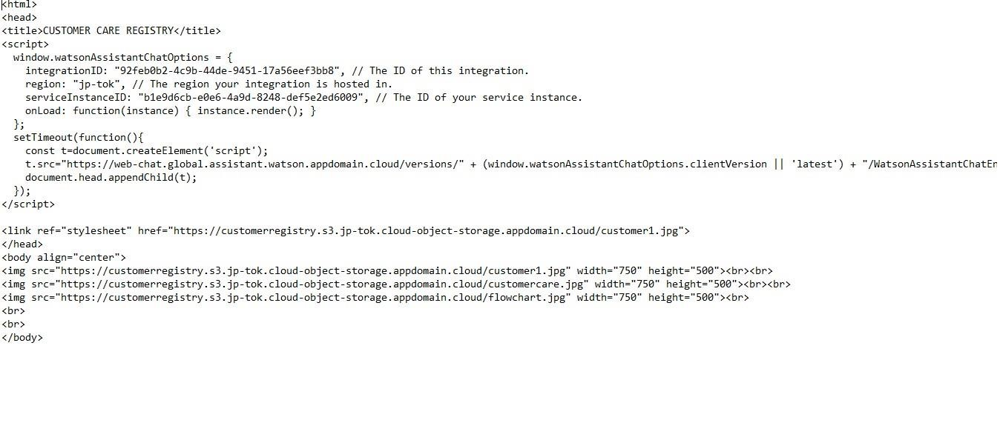 <html>
<head>
<title>CUSTOMER CARE REGISTRY</title>
<script>
  window.watsonAssistantChatOptions = {
    integrationID: "92feb0b2-4c9b-44de-9451-17a56eef3bb8", // The ID of this integration.
    region: "jp-tok", // The region your integration is hosted in.
    serviceInstanceID: "b1e9d6cb-e0e6-4a9d-8248-def5e2ed6009", // The ID of your service instance.
    onLoad: function(instance) { instance.render(); }
  };
  setTimeout(function(){
    const t=document.createElement('script');
    t.src="https://web-chat.global.assistant.watson.appdomain.cloud/versions/" + (window.watsonAssistantChatOptions.clientVersion || 'latest') + "/WatsonAssistantChatEn
    document.head.appendChild(t);
  });
</script>
<link ref="stylesheet" href="https://customerregistry.s3.jp-tok.cloud-object-storage.appdomain.cloud/customer1.jpg">
</head>
<body align="center">
<img src="https://customerregistry.s3.jp-tok.cloud-object-storage.appdomain.cloud/customer1.jpg" width="750" height="500"><br><br>
<img src="https://customerregistry.s3.jp-tok.cloud-object-storage.appdomain.cloud/customercare.jpg" width="750" height="500"><br><br>
<img src="https://customerregistry.s3.jp-tok.cloud-object-storage.appdomain.cloud/flowchart.jpg" width="750" height="500"><br>
<br>
<br>
</body>